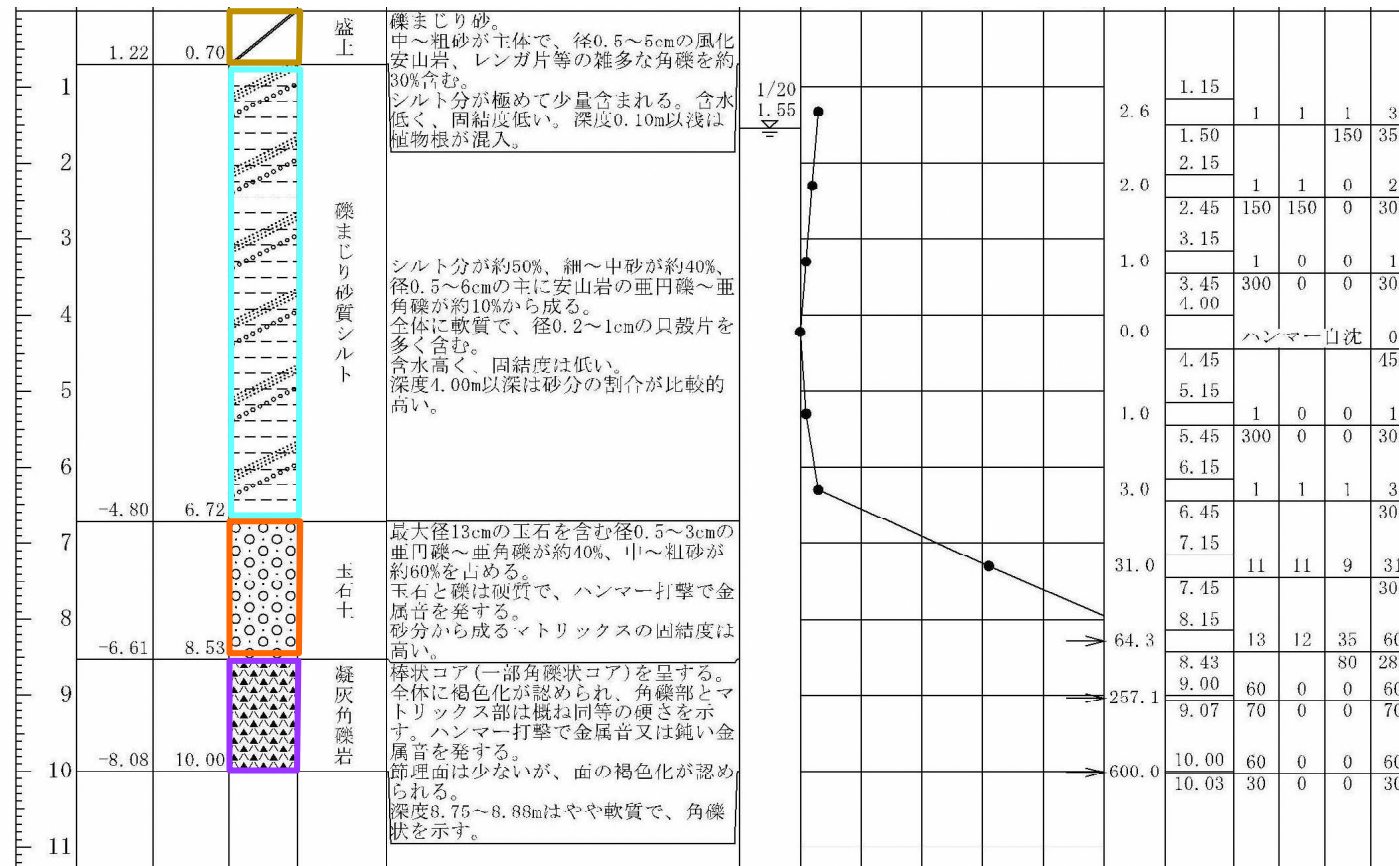 礫まじり砂。
中～粗砂が主体で、径0.5～5cmの風化
安山岩、レンガ片等の雑多な角礫を約
30%含む。
シルト分が極めて少量含まれる。含水
低く、固結度低い。深度0.10m以浅は
植物根が混入。
盛土
1.22 0.70
1
1/20
1.55
2.6
1.15
1 1 1 3
1.50 150 35
2
2.15
2.0
1 1 0 2
2.45 150 150 0 30
礫まじり砂質シルト
3
3.15
シルト分が約50%、細～中砂が約40%、
径0.5～6cmの主に安山岩の亜円礫～亜
角礫が約10%から成る。
全体に軟質で、径0.2～1cmの貝殻片を
多く含む。
含水高く、固結度は低い。
深度4.00m以深は砂分の割合が比較的
高い。
1.0
1 0 0 1
3.45 300 0 0 30
4
4.00
0.0
ハンマー自沈 0
4.45 45
5
5.15
1.0
1 0 0 1
5.45 300 0 0 30
6
6.15
3.0
1 1 1 3
-4.80 6.72
6.45 30
7
最大径13cmの玉石を含む径0.5～3cmの
亜円礫～亜角礫が約40%、中～粗砂が
約60%を占める。
玉石と礫は硬質で、ハンマー打撃で金
属音を発する。
砂分から成るマトリックスの固結度は
高い。
玉石土
7.15
31.0
11 11 9 31
7.45 30
8
8.15
-6.61 8.53
64.3
13 12 35 60
8.43 80 28
凝灰角礫岩
棒状コア(一部角礫状コア)を呈する。
全体に褐色化が認められ、角礫部とマ
トリックス部は概ね同等の硬さを示
す。ハンマー打撃で金属音又は鈍い金
属音を発する。
節理面は少ないが、面の褐色化が認め
られる。
深度8.75～8.88mはやや軟質で、角礫
状を示す。
9
9.00 60 0 0 60
257.1
9.07 70 0 0 70
-8.08 10.00
10
600.0
10.00 60 0 0 60
10.03 30 0 0 30
11